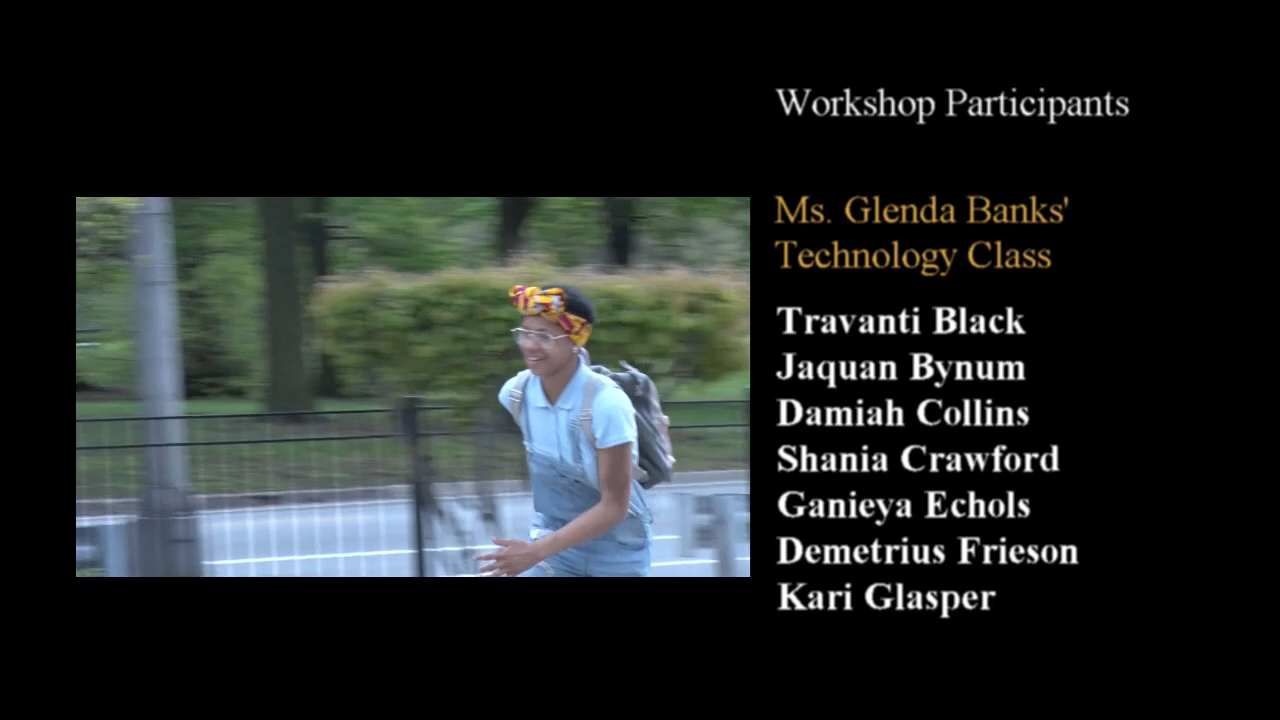 Workshop Participants
Ms. Glenda Banks'
Technology Class
Travanti Black
Jaquan Bynum
Damiah Collins
Shania Crawford
Ganieya Echols
Demetrius Frieson
Kari Glasper